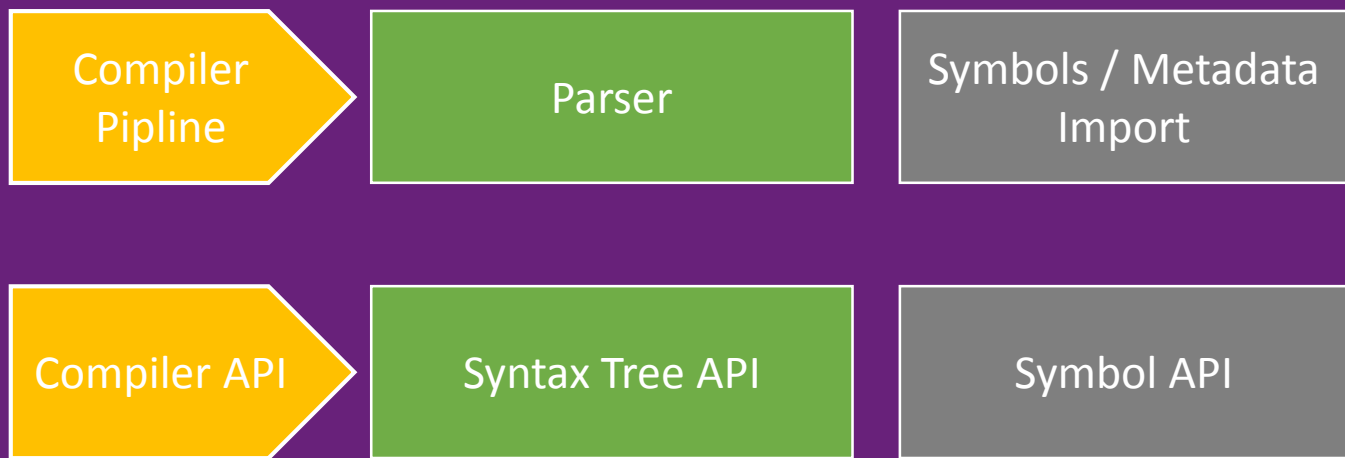 Compiler
Pipline
Parser
Symbols / Metadata
Import
Compiler API
Syntax Tree API
Symbol API